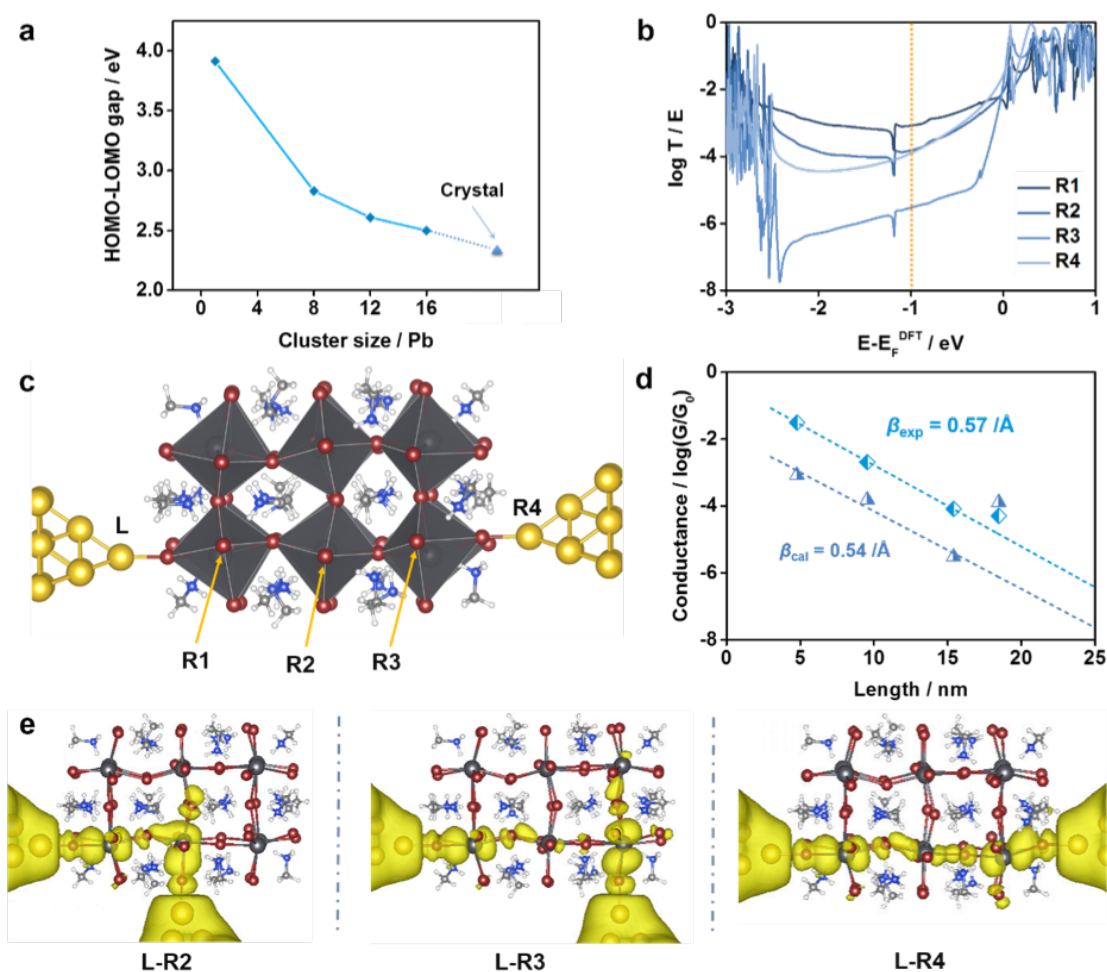 a
HOMO-LOMO gap / eV
4.0
3.5
3.0
2.5
2.0
Crystal
0 4 8 12 16
Cluster size / Pb
b
log T / E
0
-2
-4
-6
-8
R1
R2
R3
R4
-3 -2 -1 0 1
E-E_F^DFT / eV
c
L
R4
R1 R2 R3
d
Conductance / log(G/G₀)
0
-2
-4
-6
-8
β_exp = 0.57 /Å
β_cal = 0.54 /Å
0 5 10 15 20 25
Length / nm
e
L-R2 L-R3 L-R4